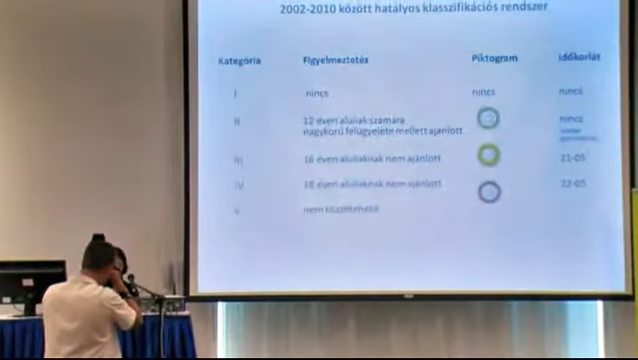 2002-2010 között hatályos klasszifikációs rendszer
Kategória Figyelmeztetés Piktogram Időkorlát
I nincs nincs nincs
II 12 éven aluliak számára nagykorú felügyelete mellett ajánlott nincs
III 16 éven aluliaknak nem ajánlott 21-05
IV 18 éven aluliaknak nem ajánlott 22-05
V nem közzétehető